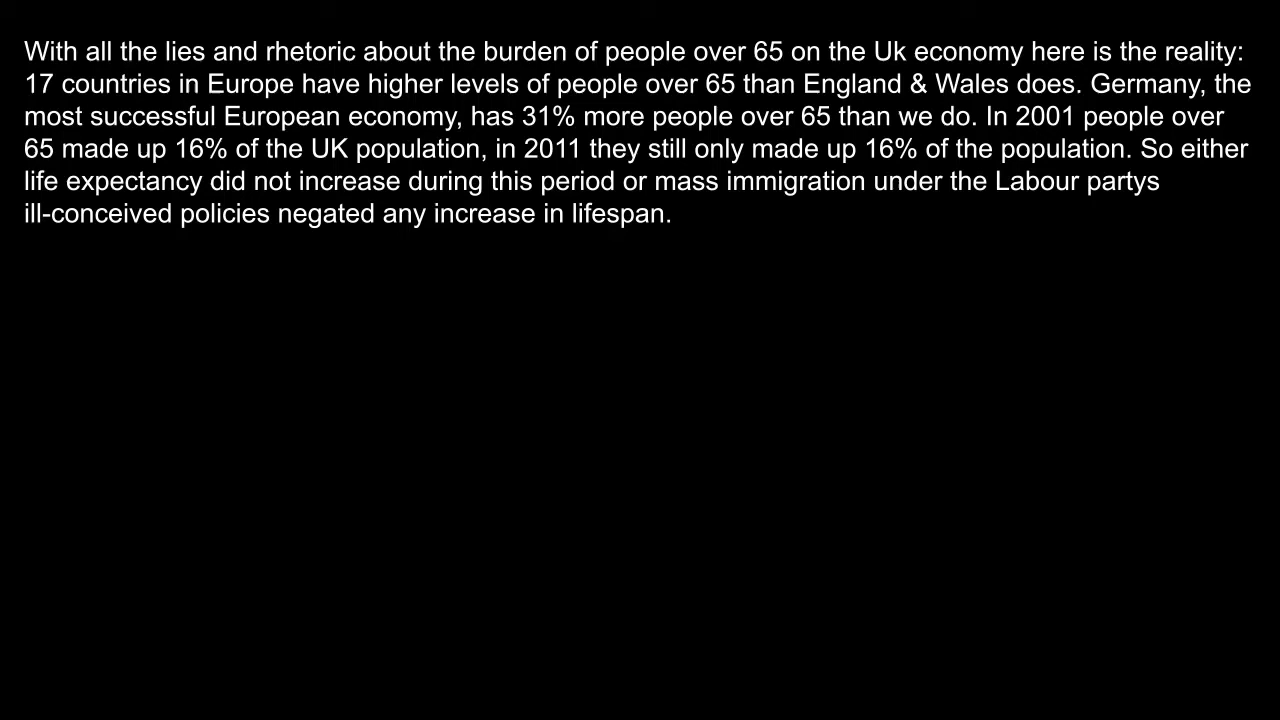 With all the lies and rhetoric about the burden of people over 65 on the Uk economy here is the reality:
17 countries in Europe have higher levels of people over 65 than England & Wales does. Germany, the
most successful European economy, has 31% more people over 65 than we do. In 2001 people over
65 made up 16% of the UK population, in 2011 they still only made up 16% of the population. So either
life expectancy did not increase during this period or mass immigration under the Labour partys
ill-conceived policies negated any increase in lifespan.